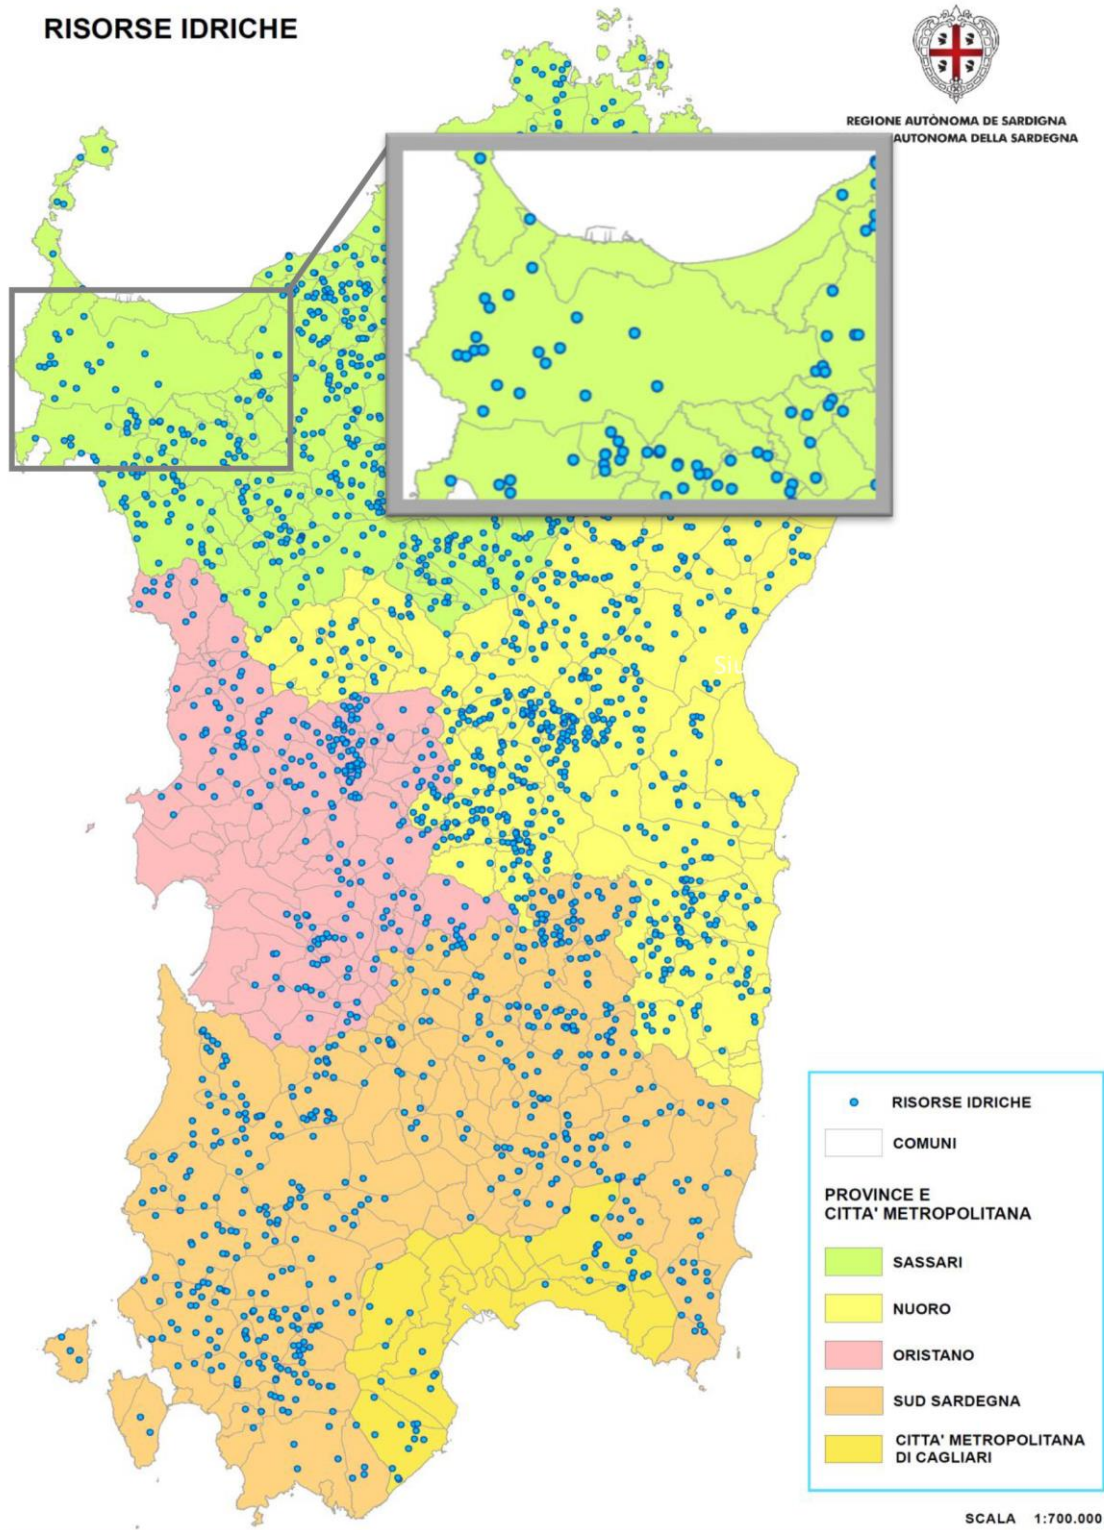 RISORSE IDRICHE
REGIONE AUTÒNOMA DE SARDIGNA
AUTONOMA DELLA SARDEGNA
Siu
RISORSE IDRICHE
COMUNI
PROVINCE E
CITTA' METROPOLITANA
SASSARI
NUORO
ORISTANO
SUD SARDEGNA
CITTA' METROPOLITANA
DI CAGLIARI
SCALA 1:700.000